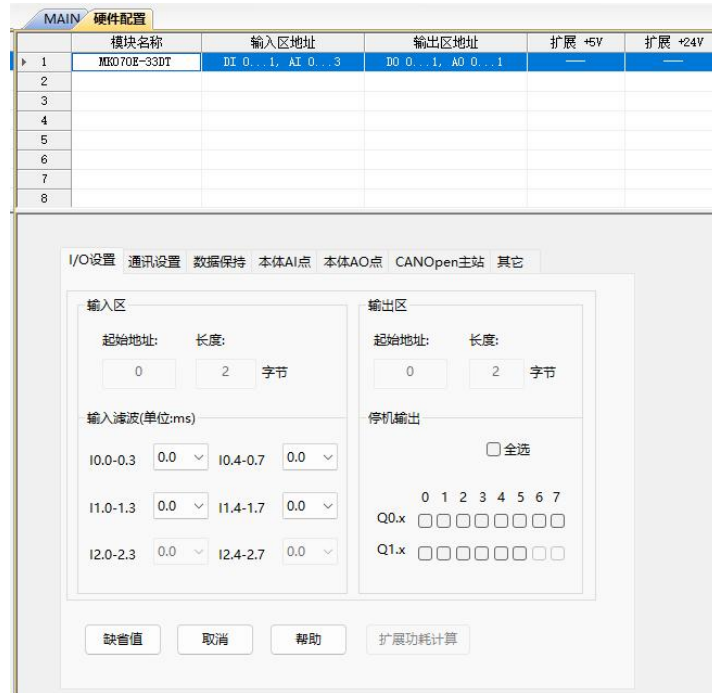 MAIN 硬件配置
模块名称 输入区地址 输出区地址 扩展 +5V 扩展 +24V
1 MK070E-33DT DI 0...1, AI 0...3 DO 0...1, AO 0...1 —— ——
2
3
4
5
6
7
8
I/O设置 通讯设置 数据保持 本体AI点 本体AO点 CANOpen主站 其它
输入区 输出区
起始地址: 长度: 起始地址: 长度:
0 2 字节 0 2 字节
输入滤波(单位:ms) 停机输出
全选
I0.0-0.3 0.0 I0.4-0.7 0.0
0 1 2 3 4 5 6 7
I1.0-1.3 0.0 I1.4-1.7 0.0 Q0.x
I2.0-2.3 0.0 I2.4-2.7 0.0 Q1.x
缺省值 取消 帮助 扩展功耗计算